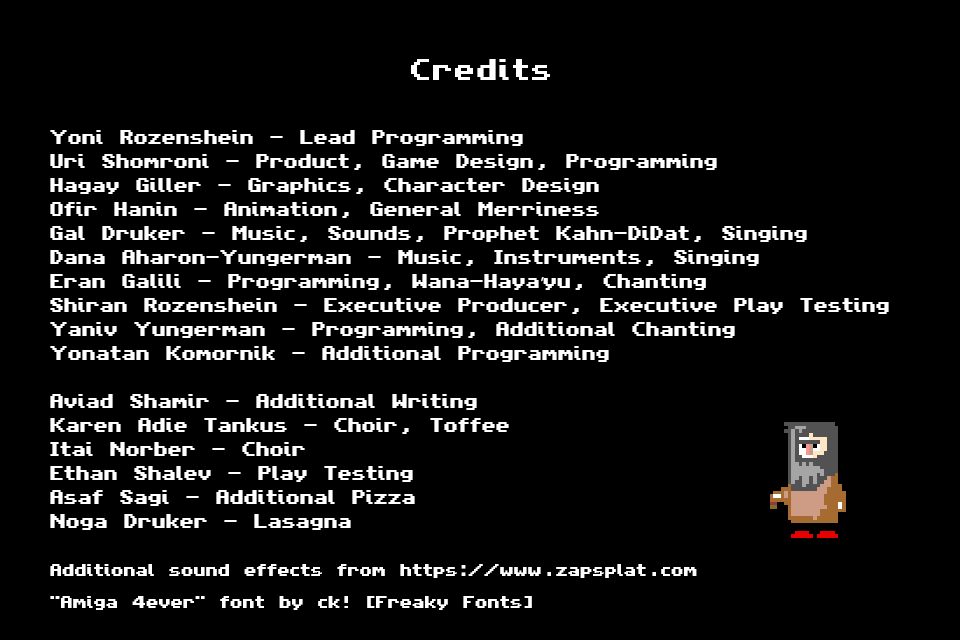 Credits
Yoni Rozenshein - Lead Programming
Uri Shomroni - Product, Game Design, Programming
Hagay Giller - Graphics, Character Design
Ofir Hanin - Animation, General Merriness
Gal Druker - Music, Sounds, Prophet Kahn-DiDat, Singing
Dana Aharon-Yungerman - Music, Instruments, Singing
Eran Galili - Programming, Wana-Haya'yu, Chanting
Shiran Rozenshein - Executive Producer, Executive Play Testing
Yaniv Yungerman - Programming, Additional Chanting
Yonatan Komornik - Additional Programming
Aviad Shamir - Additional Writing
Karen Adie Tankus - Choir, Toffee
Itai Norber - Choir
Ethan Shalev - Play Testing
Asaf Sagi - Additional Pizza
Noga Druker - Lasagna
Additional sound effects from https://www.zapsplat.com
"Amiga 4ever" font by ck! [Freaky Fonts]